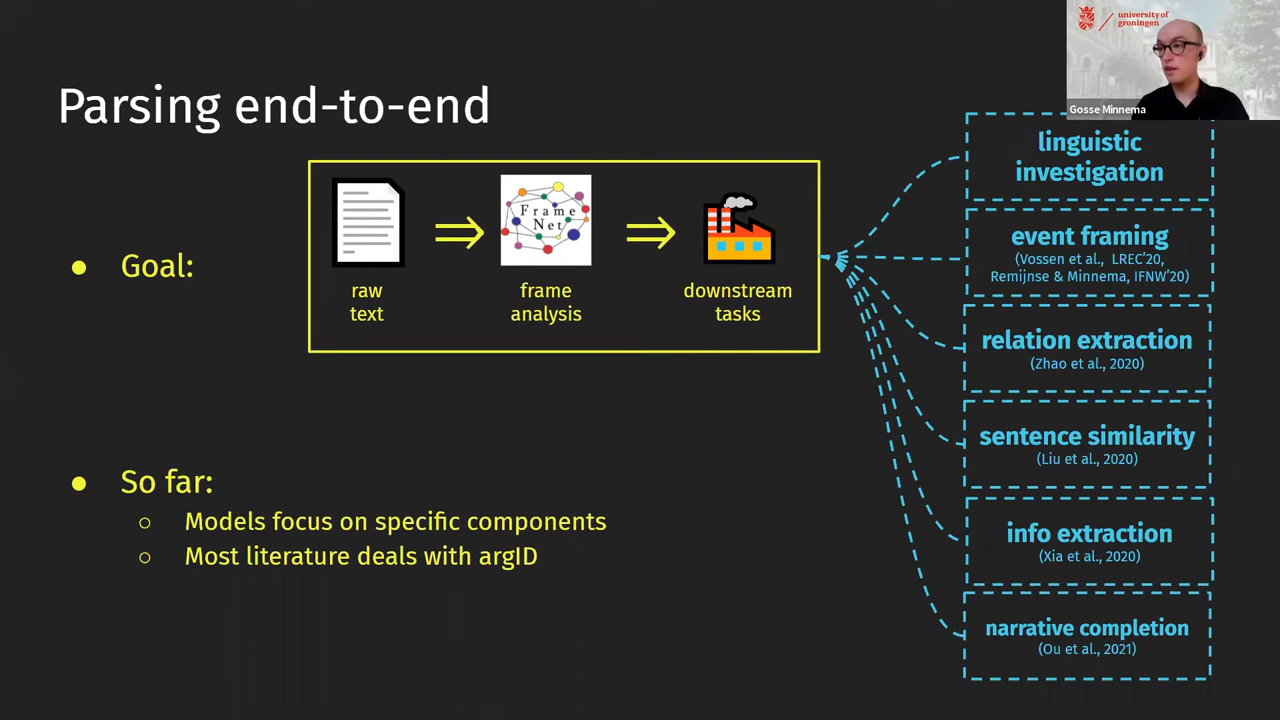 university of
groningen
Gosse Minnema
Parsing end-to-end
Goal:
Frame
Net
raw
text
frame
analysis
downstream
tasks
So far:
Models focus on specific components
Most literature deals with argID
linguistic
investigation
event framing
(Vossen et al., LREC'20,
Remijnse & Minnema, IFNW'20)
relation extraction
(Zhao et al., 2020)
sentence similarity
(Liu et al., 2020)
info extraction
(Xia et al., 2020)
narrative completion
(Ou et al., 2021)